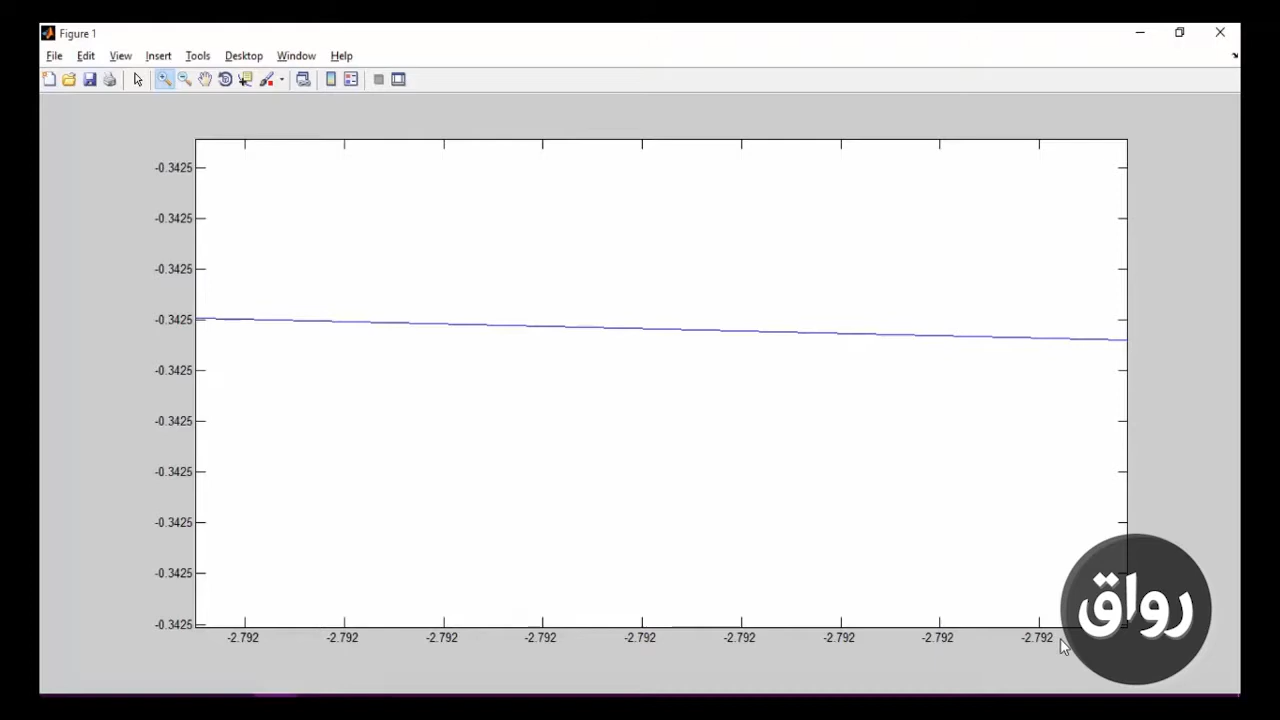 Figure 1
File Edit View Insert Tools Desktop Window Help
-0.3425
-0.3425
-0.3425
-0.3425
-0.3425
-0.3425
-0.3425
-0.3425
-0.3425
-0.3425
-2.792 -2.792 -2.792 -2.792 -2.792 -2.792 -2.792 -2.792 -2.792
رواق